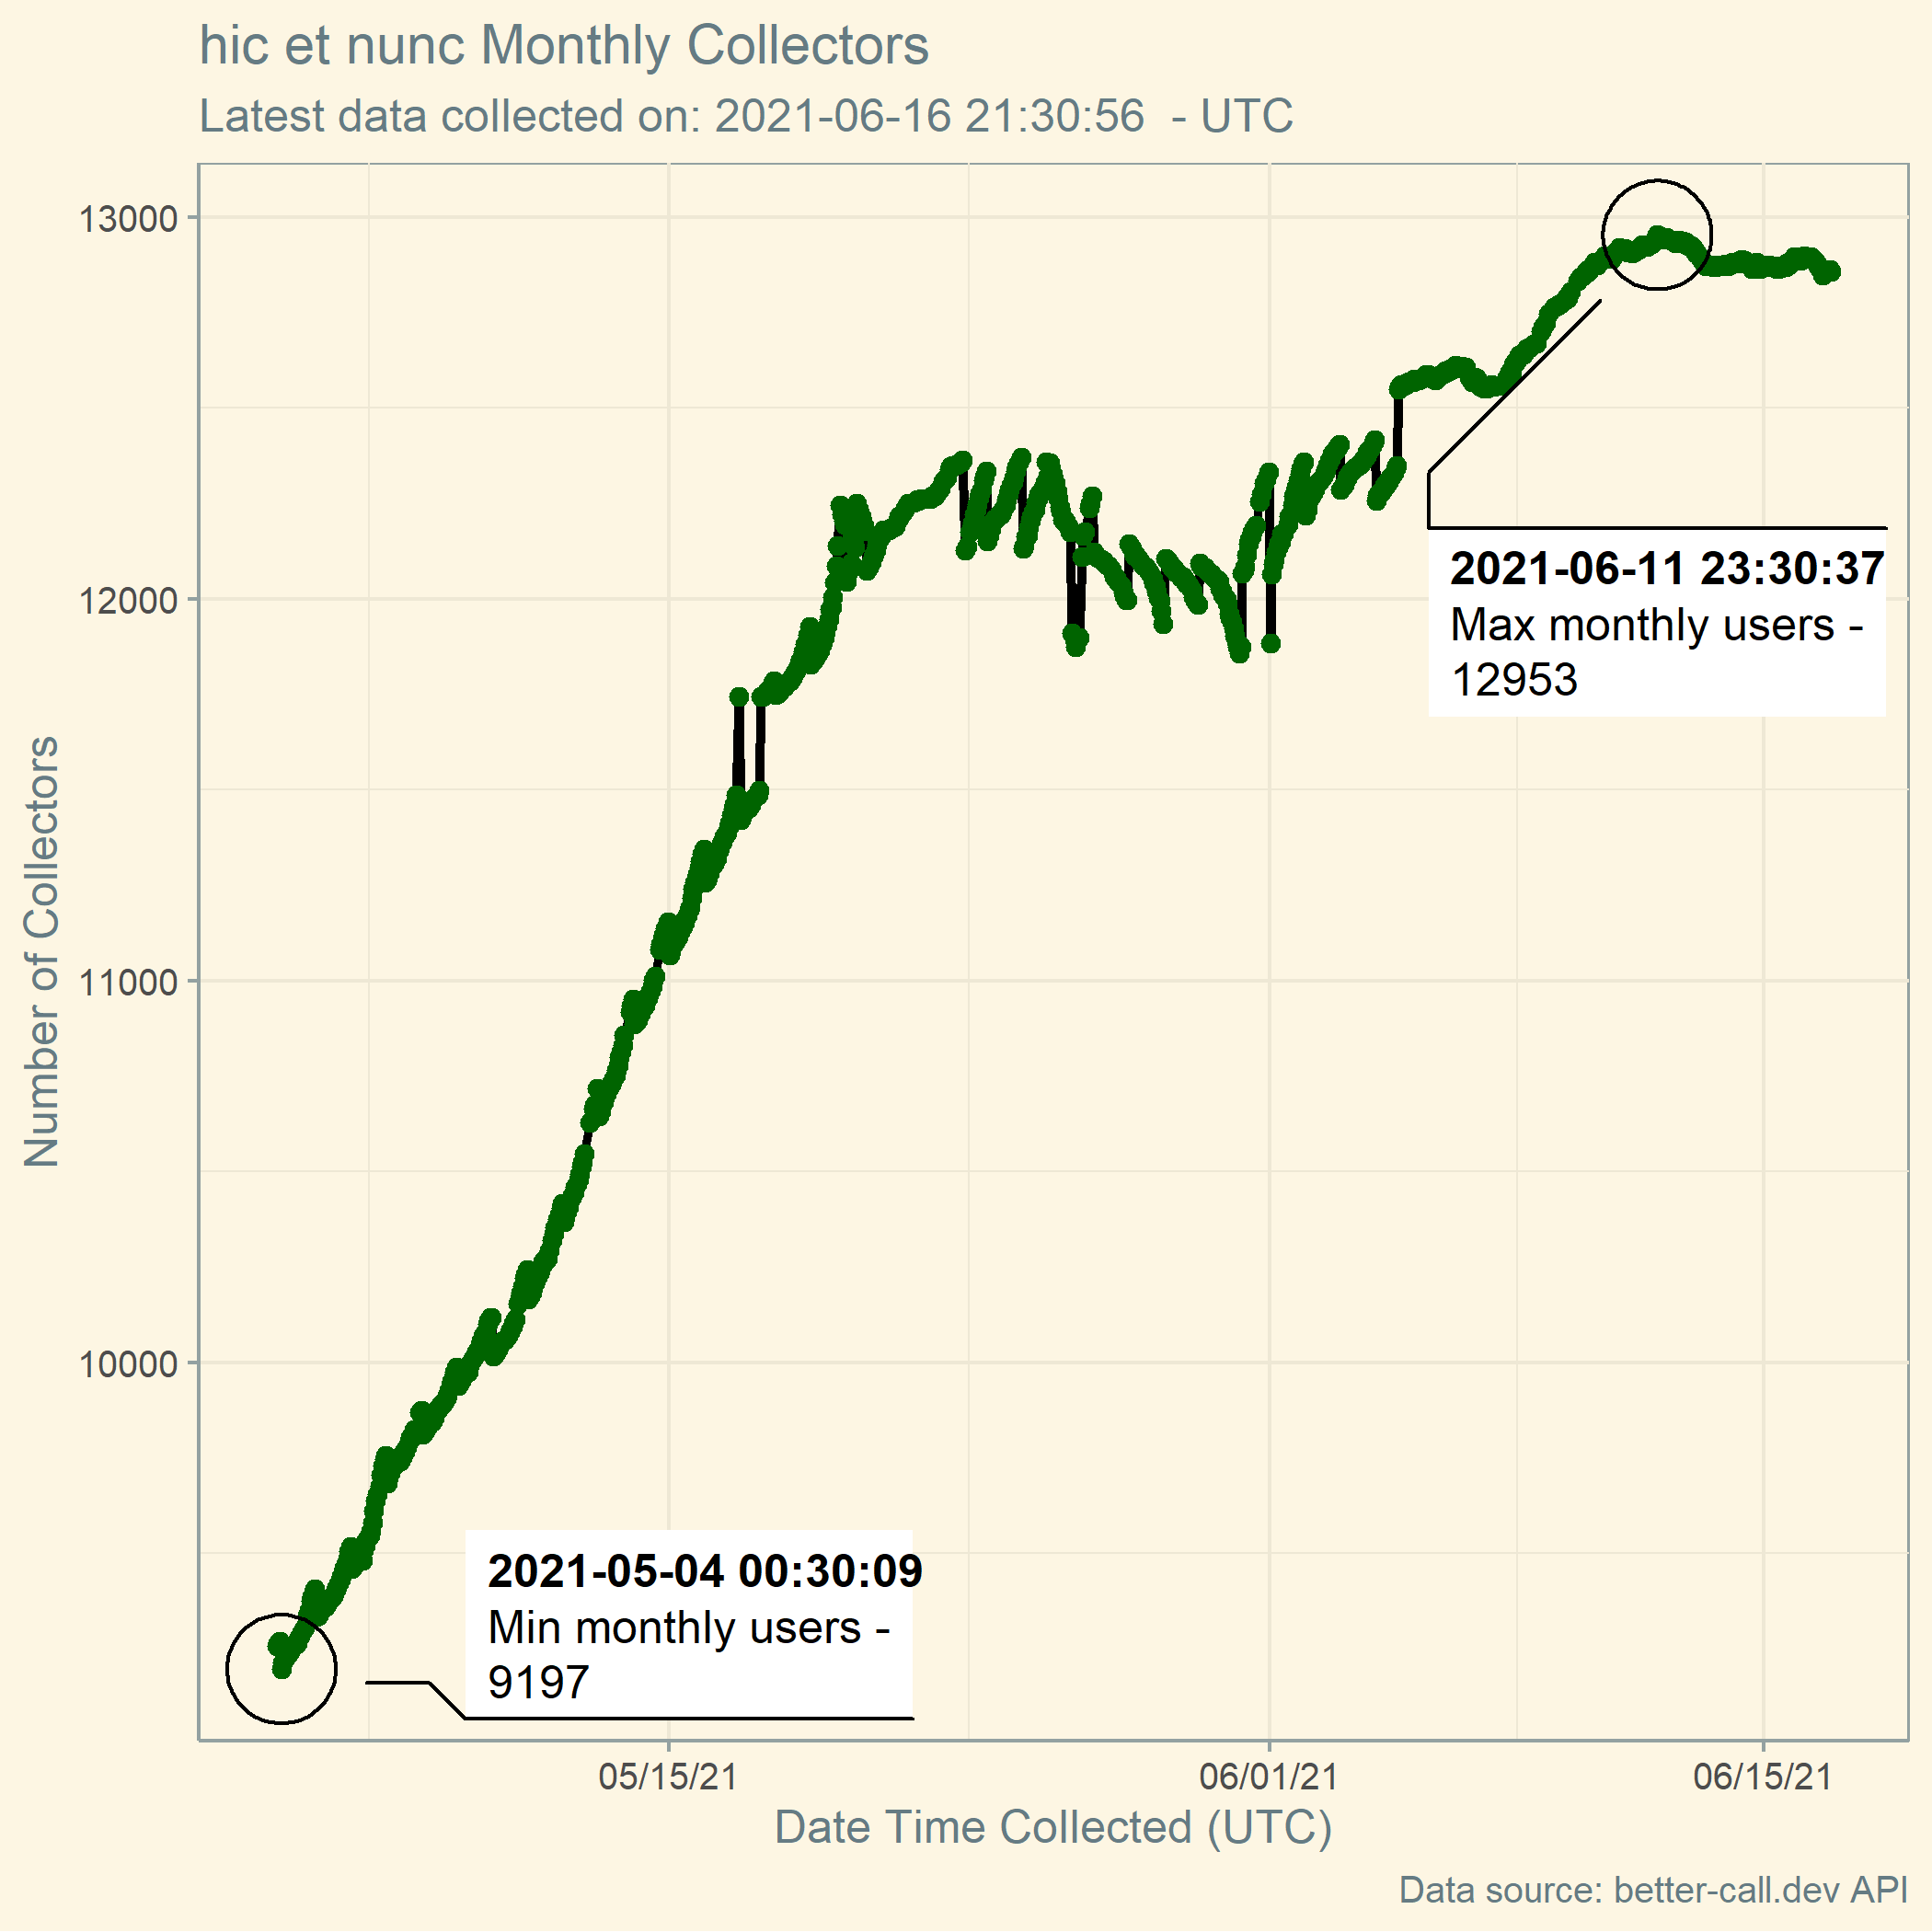 hic et nunc Monthly Collectors
Latest data collected on: 2021-06-16 21:30:56  - UTC
13000
12000
11000
10000
Number of Collectors
2021-06-11 23:30:37
Max monthly users -
12953
2021-05-04 00:30:09
Min monthly users -
9197
05/15/21
06/01/21
06/15/21
Date Time Collected (UTC)
Data source: better-call.dev API